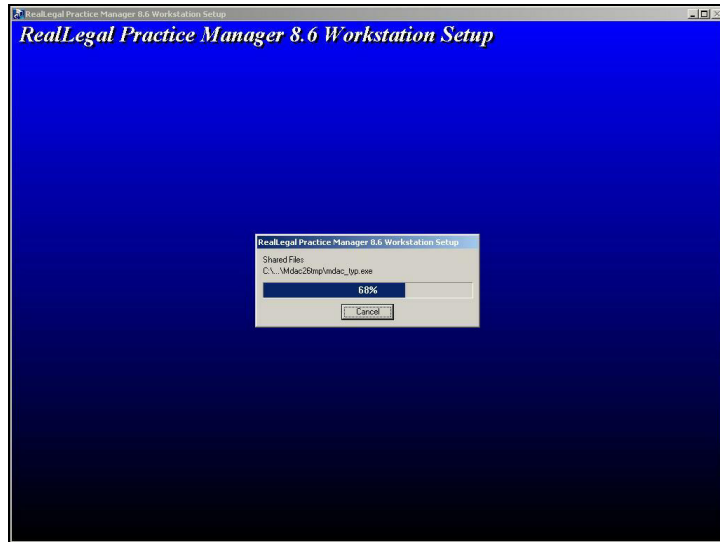 RealLegal Practice Manager 8.6 Workstation Setup
RealLegal Practice Manager 8.6 Workstation Setup
RealLegal Practice Manager 8.6 Workstation Setup
Shared Files
C:\...\Mdac26tmp\mdac_typ.exe
68%
Cancel